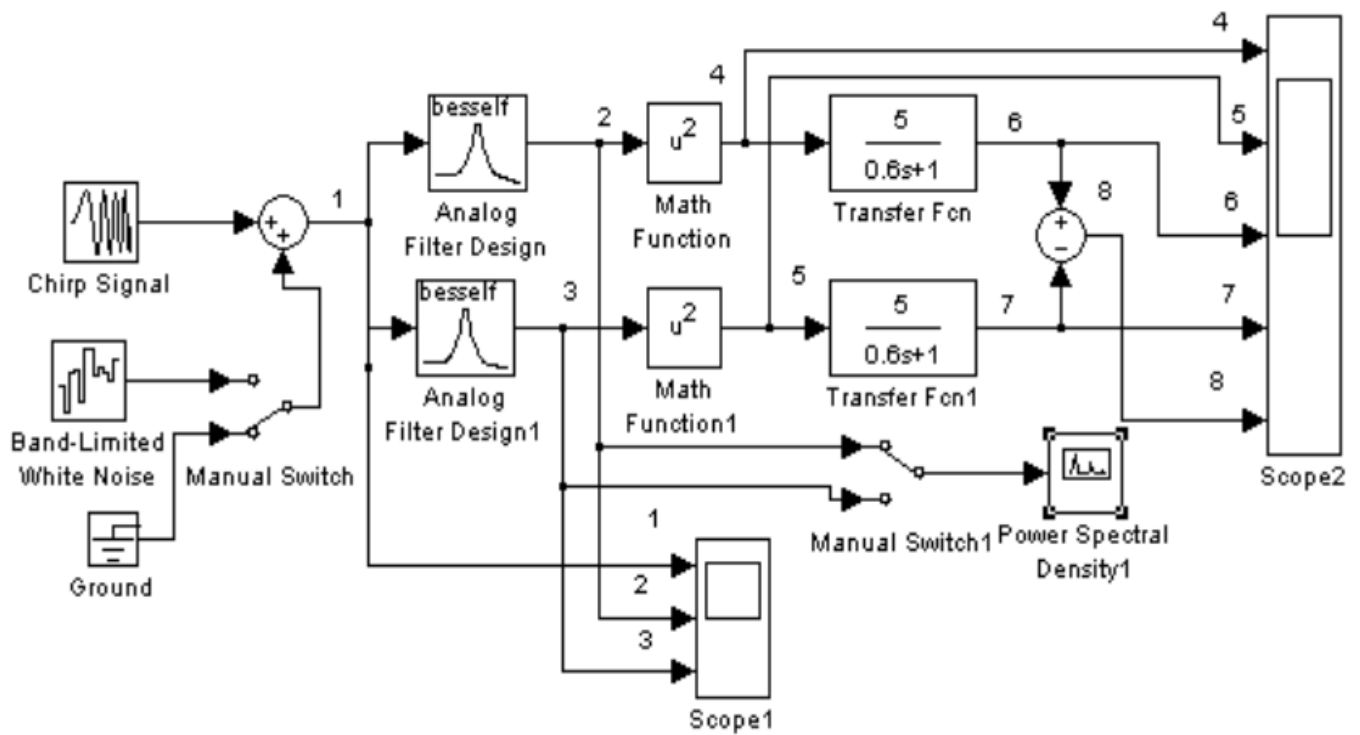 4
besself
2
4
u2
5
0.6s+1
6
5
8
6
1
+
+
Analog
Filter Design
Math
Function
Transfer Fcn
+
−
Chirp Signal
besself
3
5
u2
5
0.6s+1
7
7
Analog
Filter Design1
Math
Function1
Transfer Fcn1
8
Band-Limited
White Noise
Manual Switch
Scope2
Ground
1
Manual Switch1
Power Spectral
Density1
2
3
Scope1